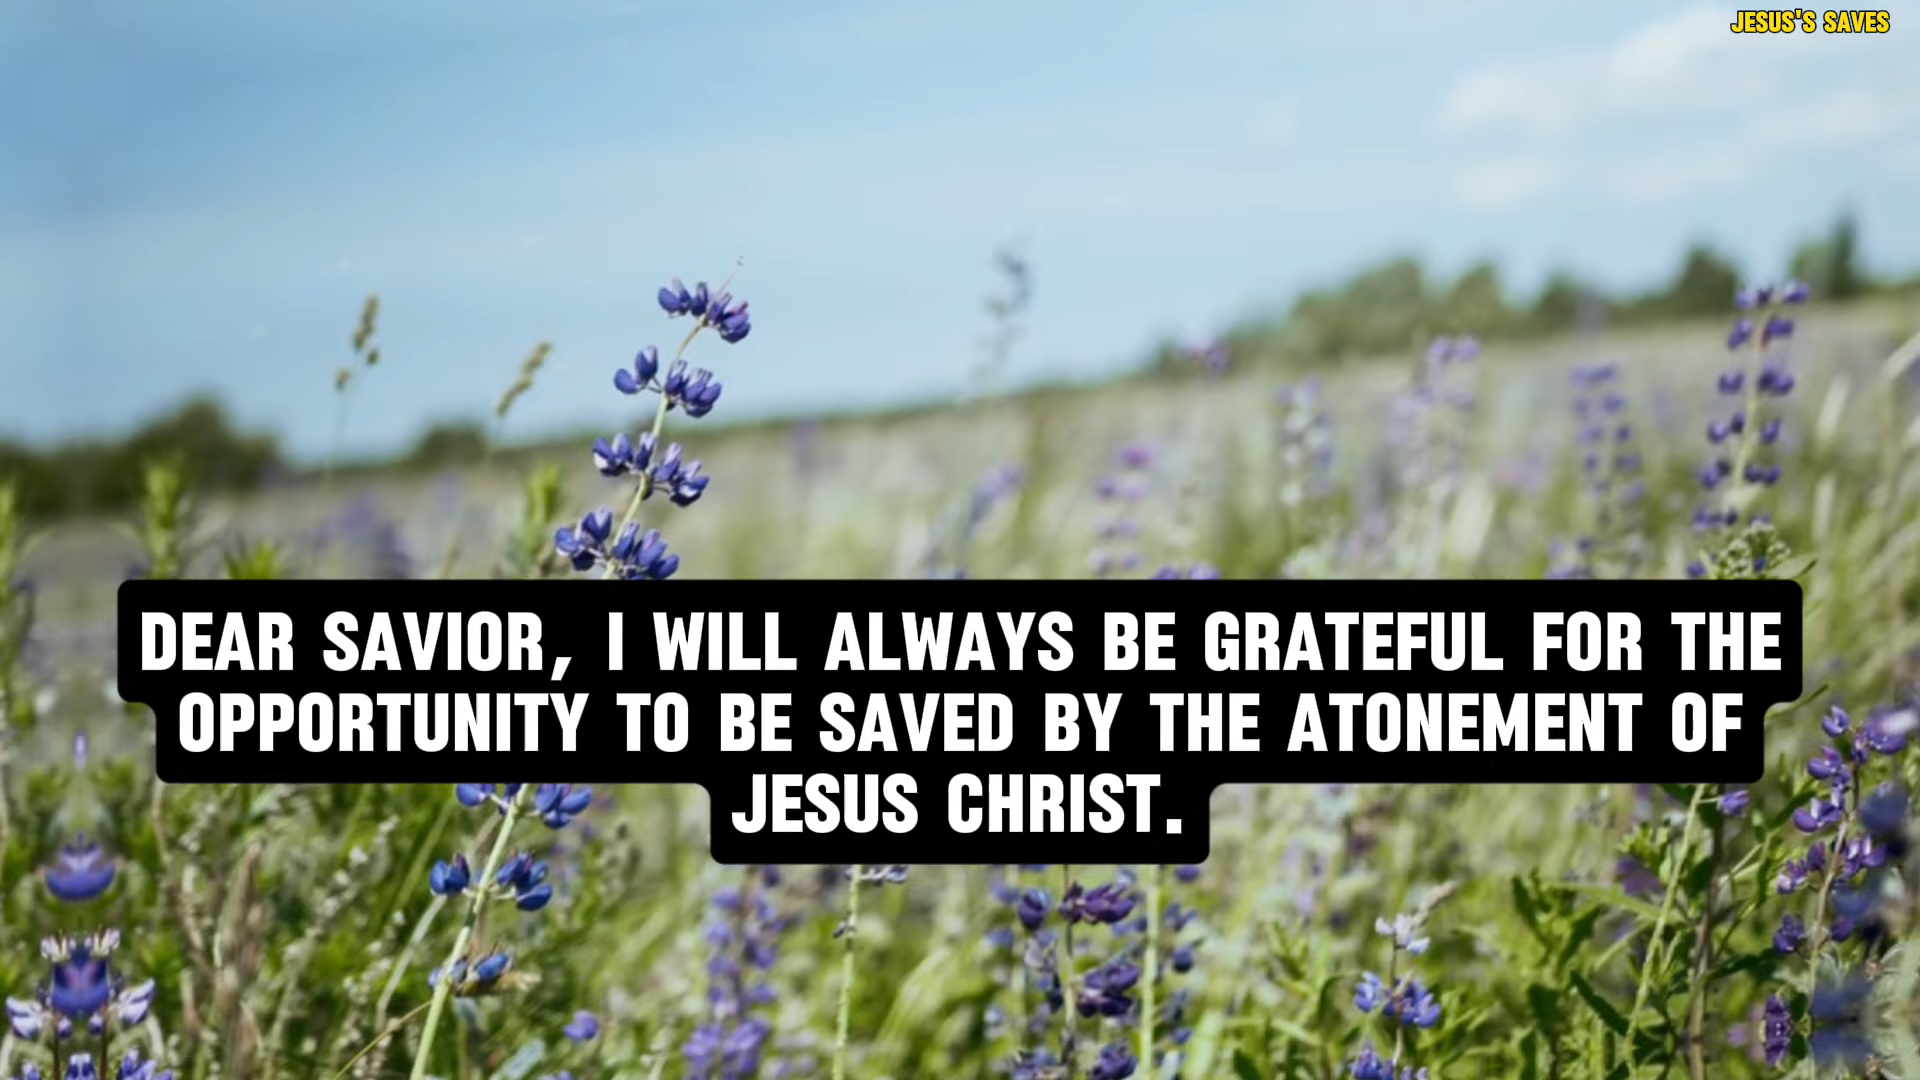 JESUS'S SAVES
DEAR SAVIOR, I WILL ALWAYS BE GRATEFUL FOR THE
OPPORTUNITY TO BE SAVED BY THE ATONEMENT OF
JESUS CHRIST.